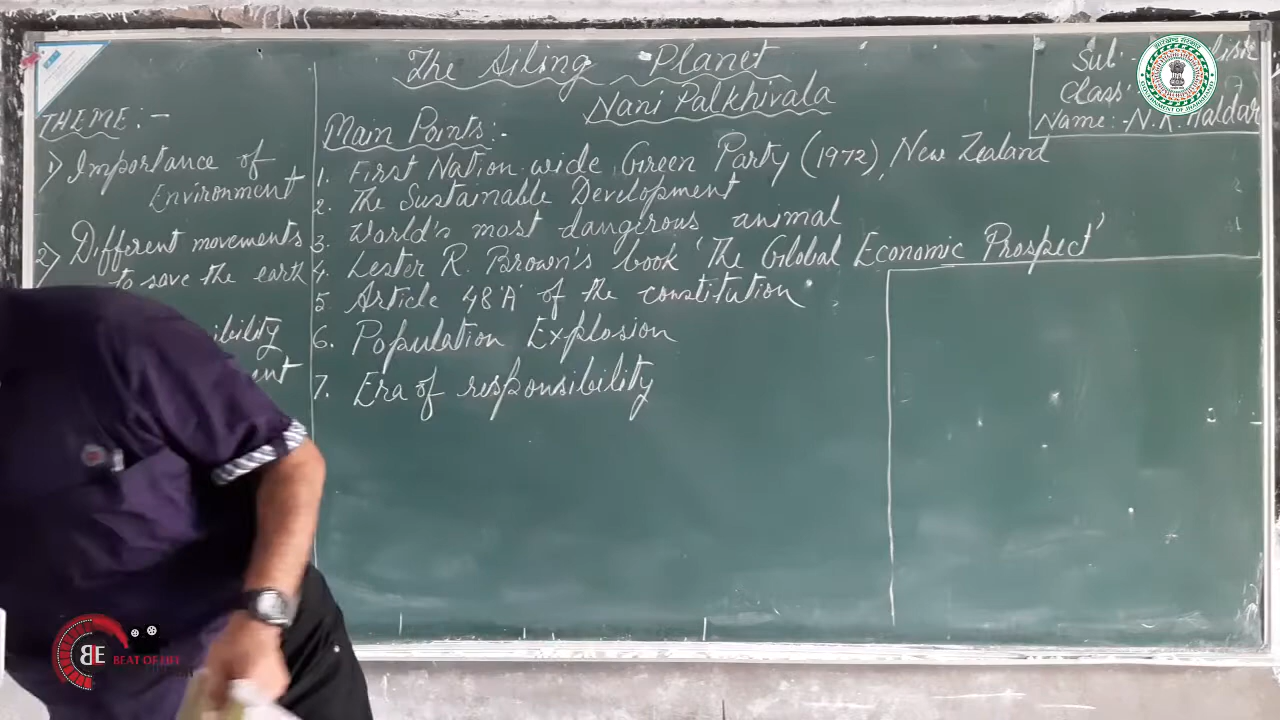 The Ailing Planet
Nani Palkhivala
Sub:-
Class
Name:- N.K. Haldar
THEME:-
1) Importance of
Environment
2) Different movements
to save the earth
ibility
ent
Main Points:-
1. First Nation-wide Green Party (1972), New Zealand
2. The Sustainable Development
3. World's most dangerous animal
4. Lester R. Brown's book 'The Global Economic Prospect'
5. Article 48'A' of the constitution
6. Population Explosion
7. Era of responsibility
BEAT OF LIFE